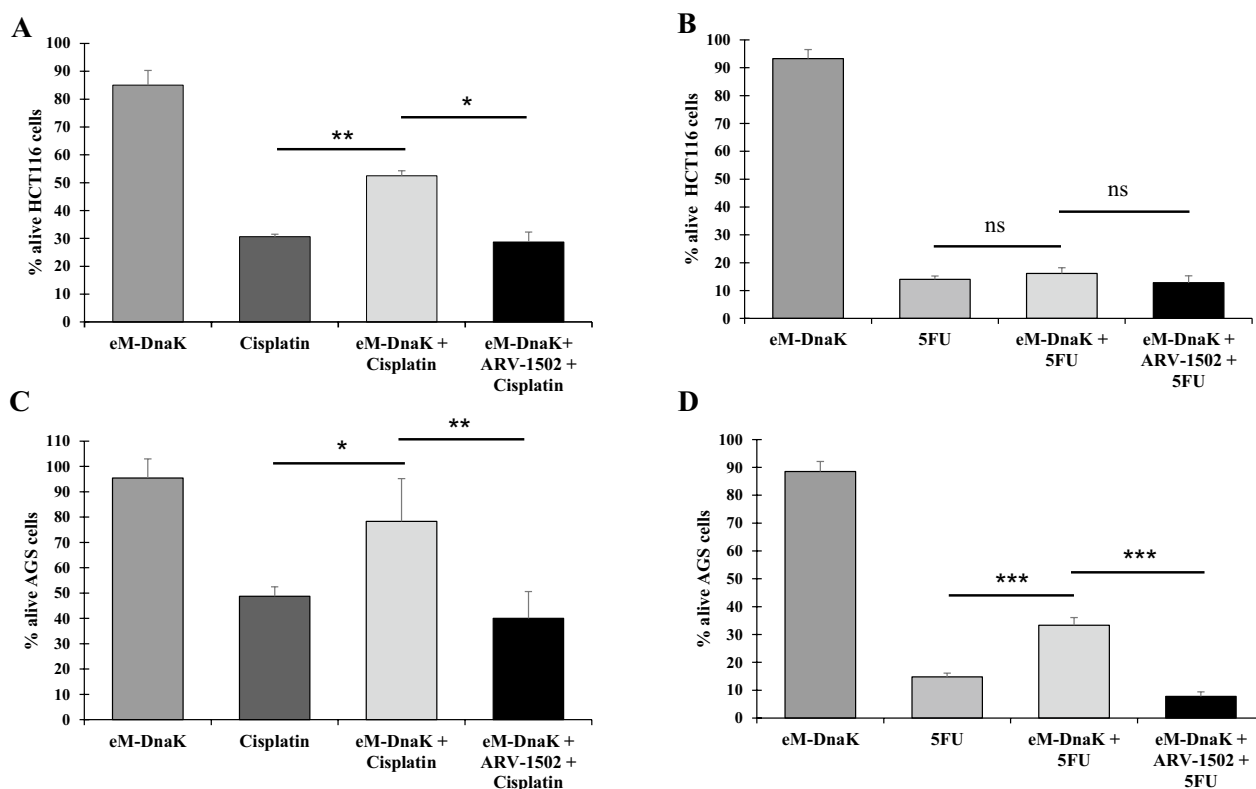 A
% alive HCT116 cells
100
90
80
70
60
50
40
30
20
10
0
**
*
eM-DnaK
Cisplatin
eM-DnaK +
Cisplatin
eM-DnaK+
ARV-1502 +
Cisplatin
B
% alive HCT116 cells
100
90
80
70
60
50
40
30
20
10
0
ns
ns
eM-DnaK
5FU
eM-DnaK +
5FU
eM-DnaK +
ARV-1502 +
5FU
C
% alive AGS cells
110
100
90
80
70
60
50
40
30
20
10
0
*
**
eM-DnaK
Cisplatin
eM-DnaK +
Cisplatin
eM-DnaK +
ARV-1502 +
Cisplatin
D
% alive AGS cells
100
90
80
70
60
50
40
30
20
10
0
***
***
eM-DnaK
5FU
eM-DnaK +
5FU
eM-DnaK +
ARV-1502 +
5FU